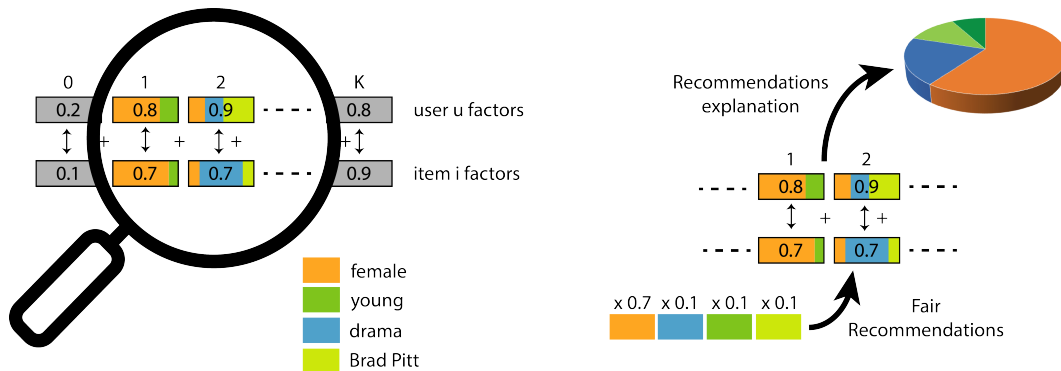 0 1 2 K
0.2 0.8 0.9 0.8 user u factors
+ + + +
0.1 0.7 0.7 0.9 item i factors
female
young
drama
Brad Pitt
Recommendations
explanation
1 2
0.8 0.9
+ +
0.7 0.7
x 0.7 x 0.1 x 0.1 x 0.1
Fair
Recommendations